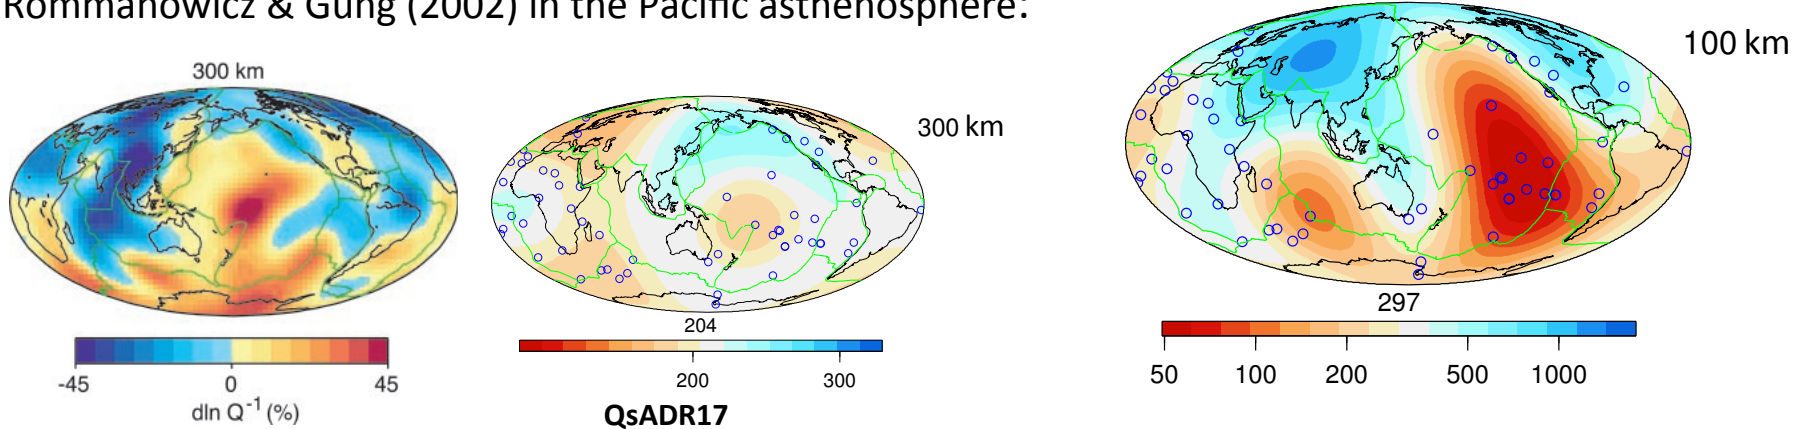 Rommanowicz & Gung (2002) in the Pacific asthenosphere:
300 km
-45 0 45
dln Q⁻¹ (%)
300 km
204
200 300
QsADR17
100 km
297
50 100 200 500 1000